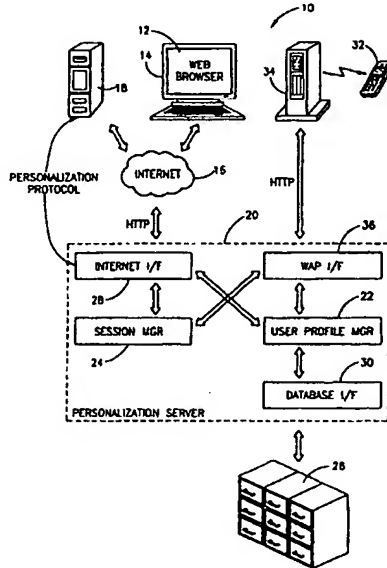 10
12
14
WEB
BROWSER
18
34
32
INTERNET
16
PERSONALIZATION
PROTOCOL
HTTP
HTTP
20
36
INTERNET I/F
WAP I/F
28
22
SESSION MGR
USER PROFILE MGR
24
30
DATABASE I/F
PERSONALIZATION SERVER
26